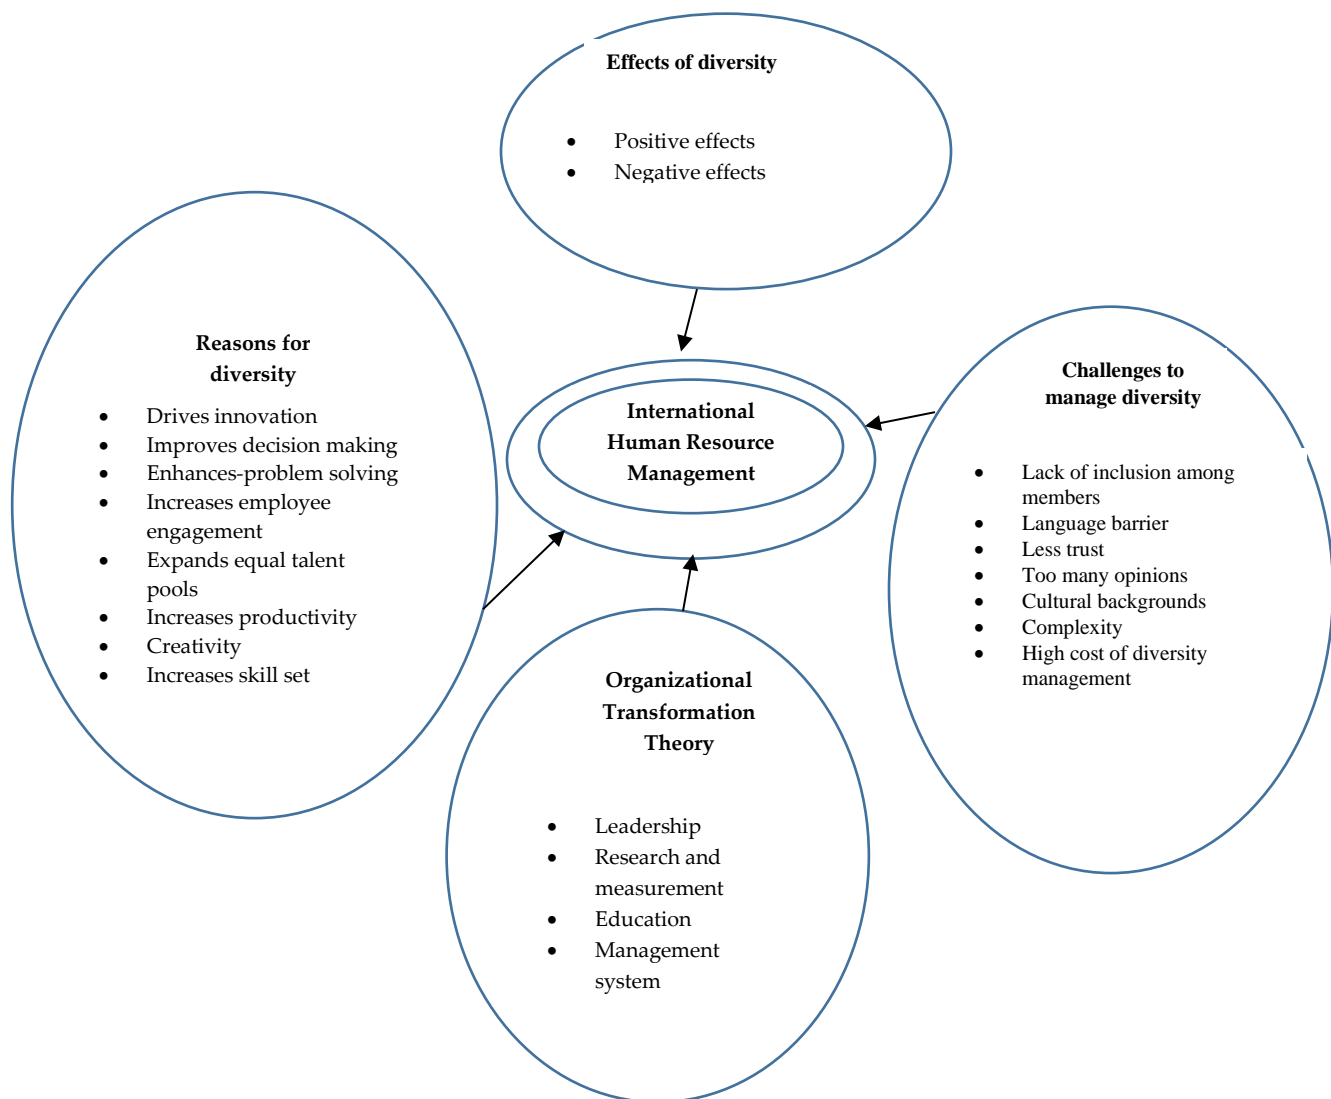 Effects of diversity
• Positive effects
• Negative effects
Reasons for
diversity
• Drives innovation
• Improves decision making
• Enhances-problem solving
• Increases employee
engagement
• Expands equal talent
pools
• Increases productivity
• Creativity
• Increases skill set
International
Human Resource
Management
Challenges to
manage diversity
• Lack of inclusion among
members
• Language barrier
• Less trust
• Too many opinions
• Cultural backgrounds
• Complexity
• High cost of diversity
management
Organizational
Transformation
Theory
• Leadership
• Research and
measurement
• Education
• Management
system